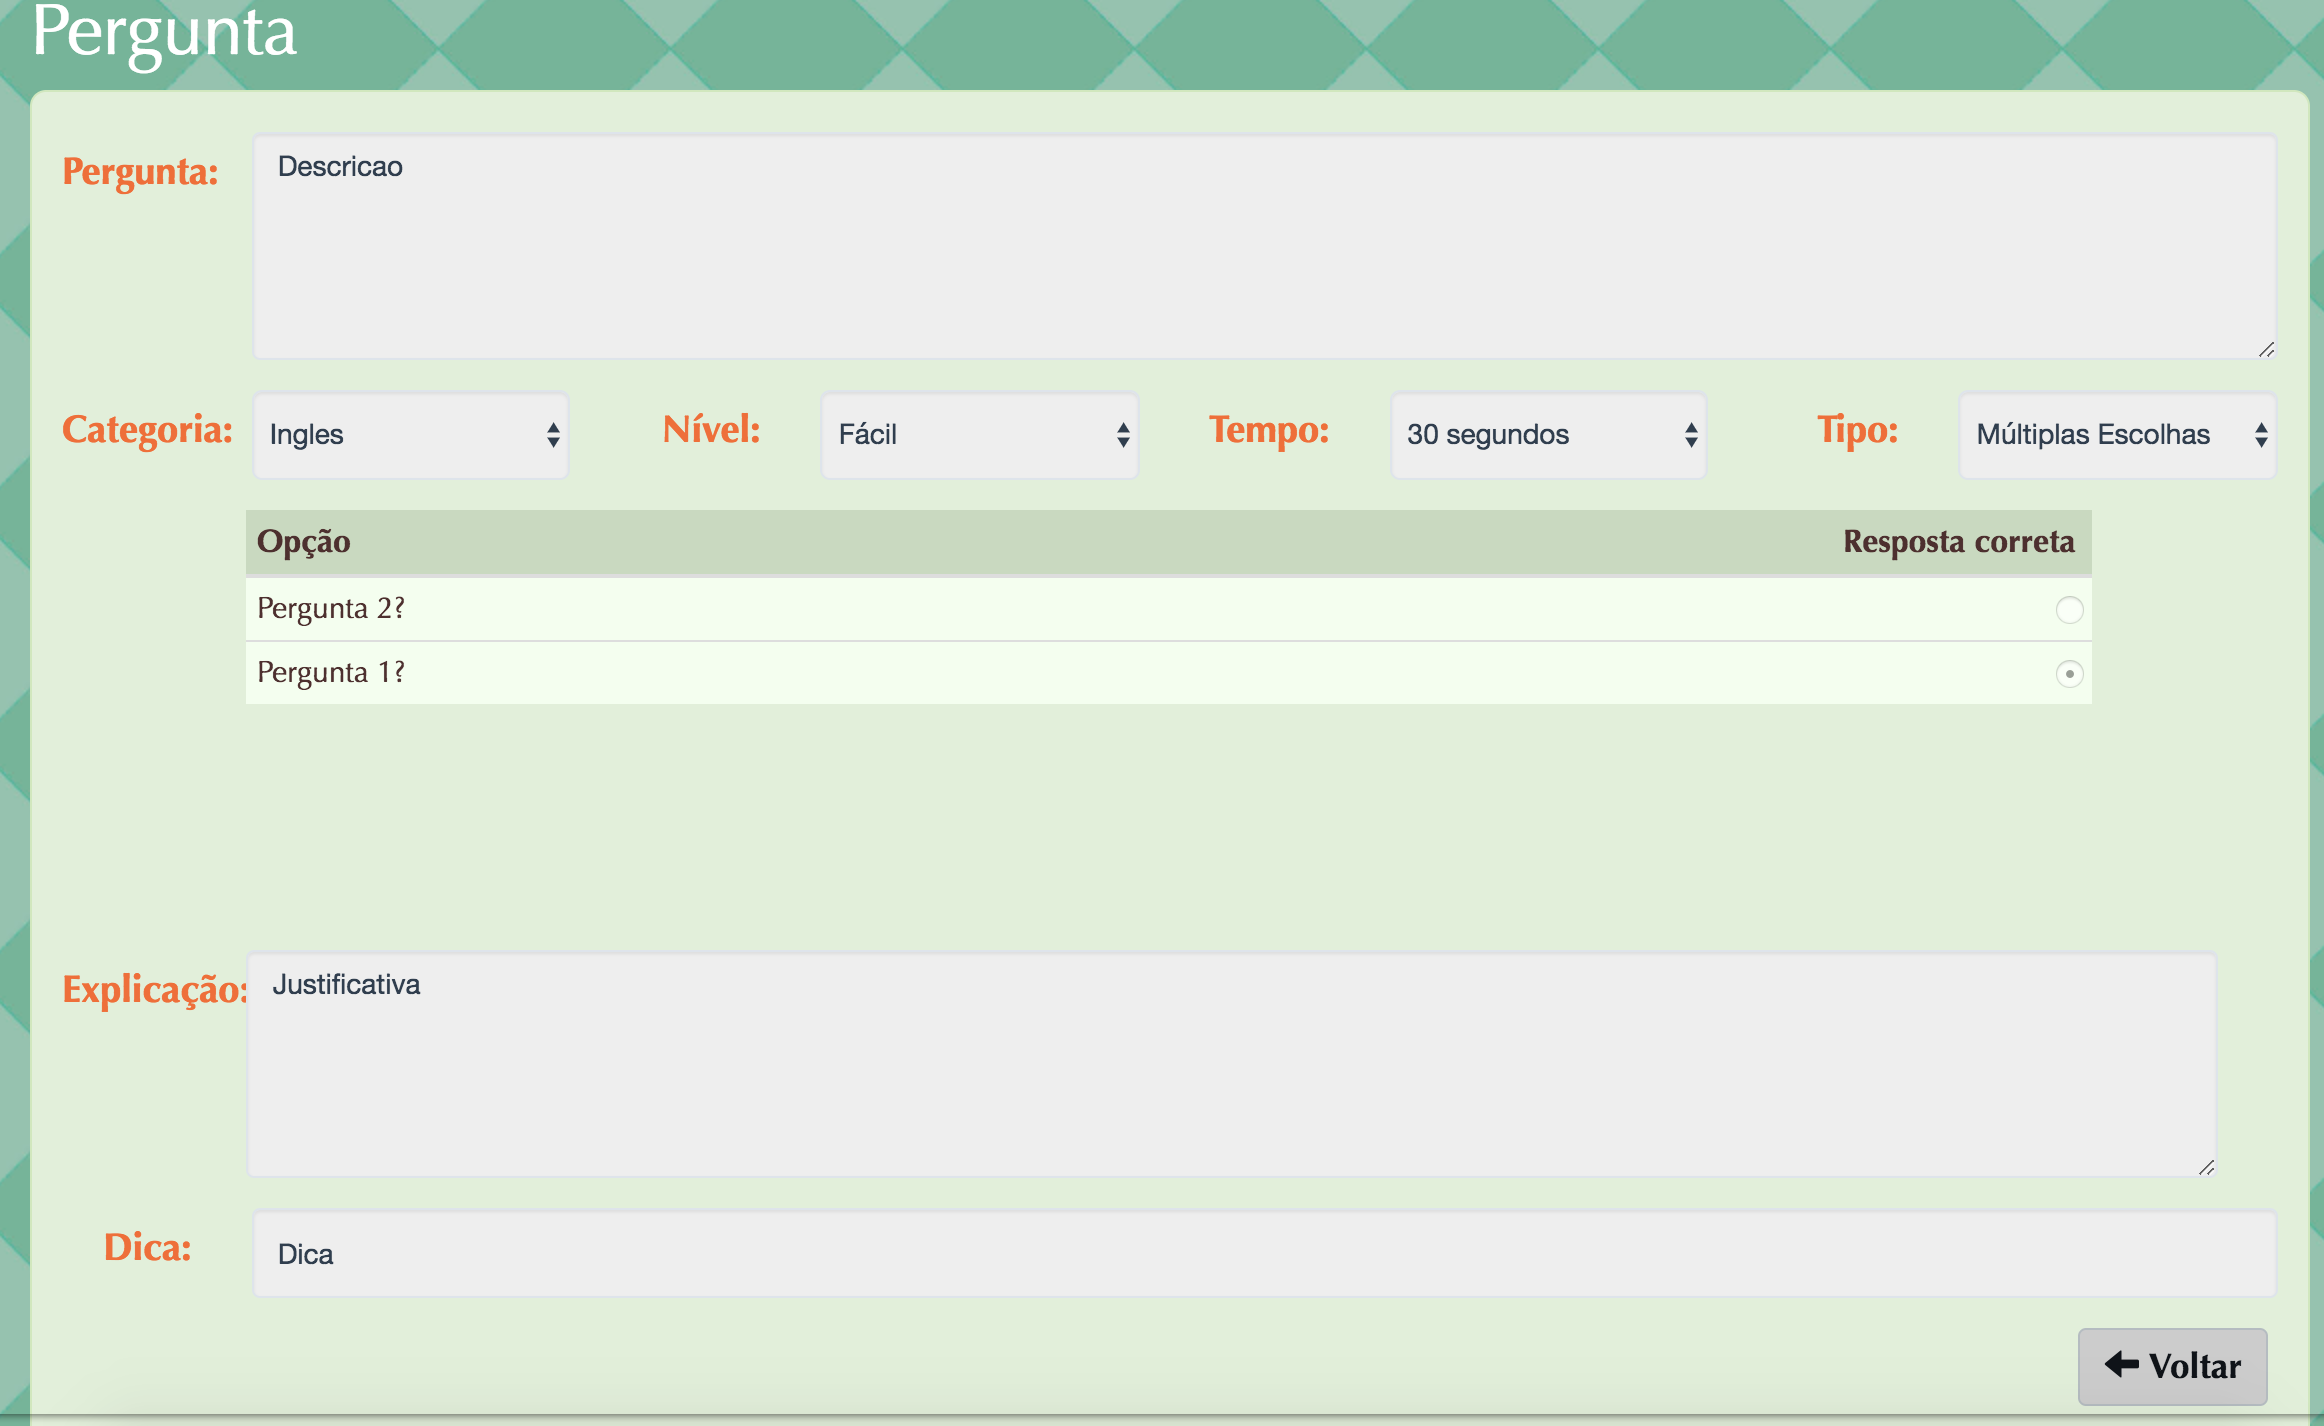 Pergunta
Pergunta: Descricao
Categoria: Ingles Nível: Fácil Tempo: 30 segundos Tipo: Múltiplas Escolhas
Opção Resposta correta
Pergunta 2?
Pergunta 1?
Explicação: Justificativa
Dica: Dica
Voltar